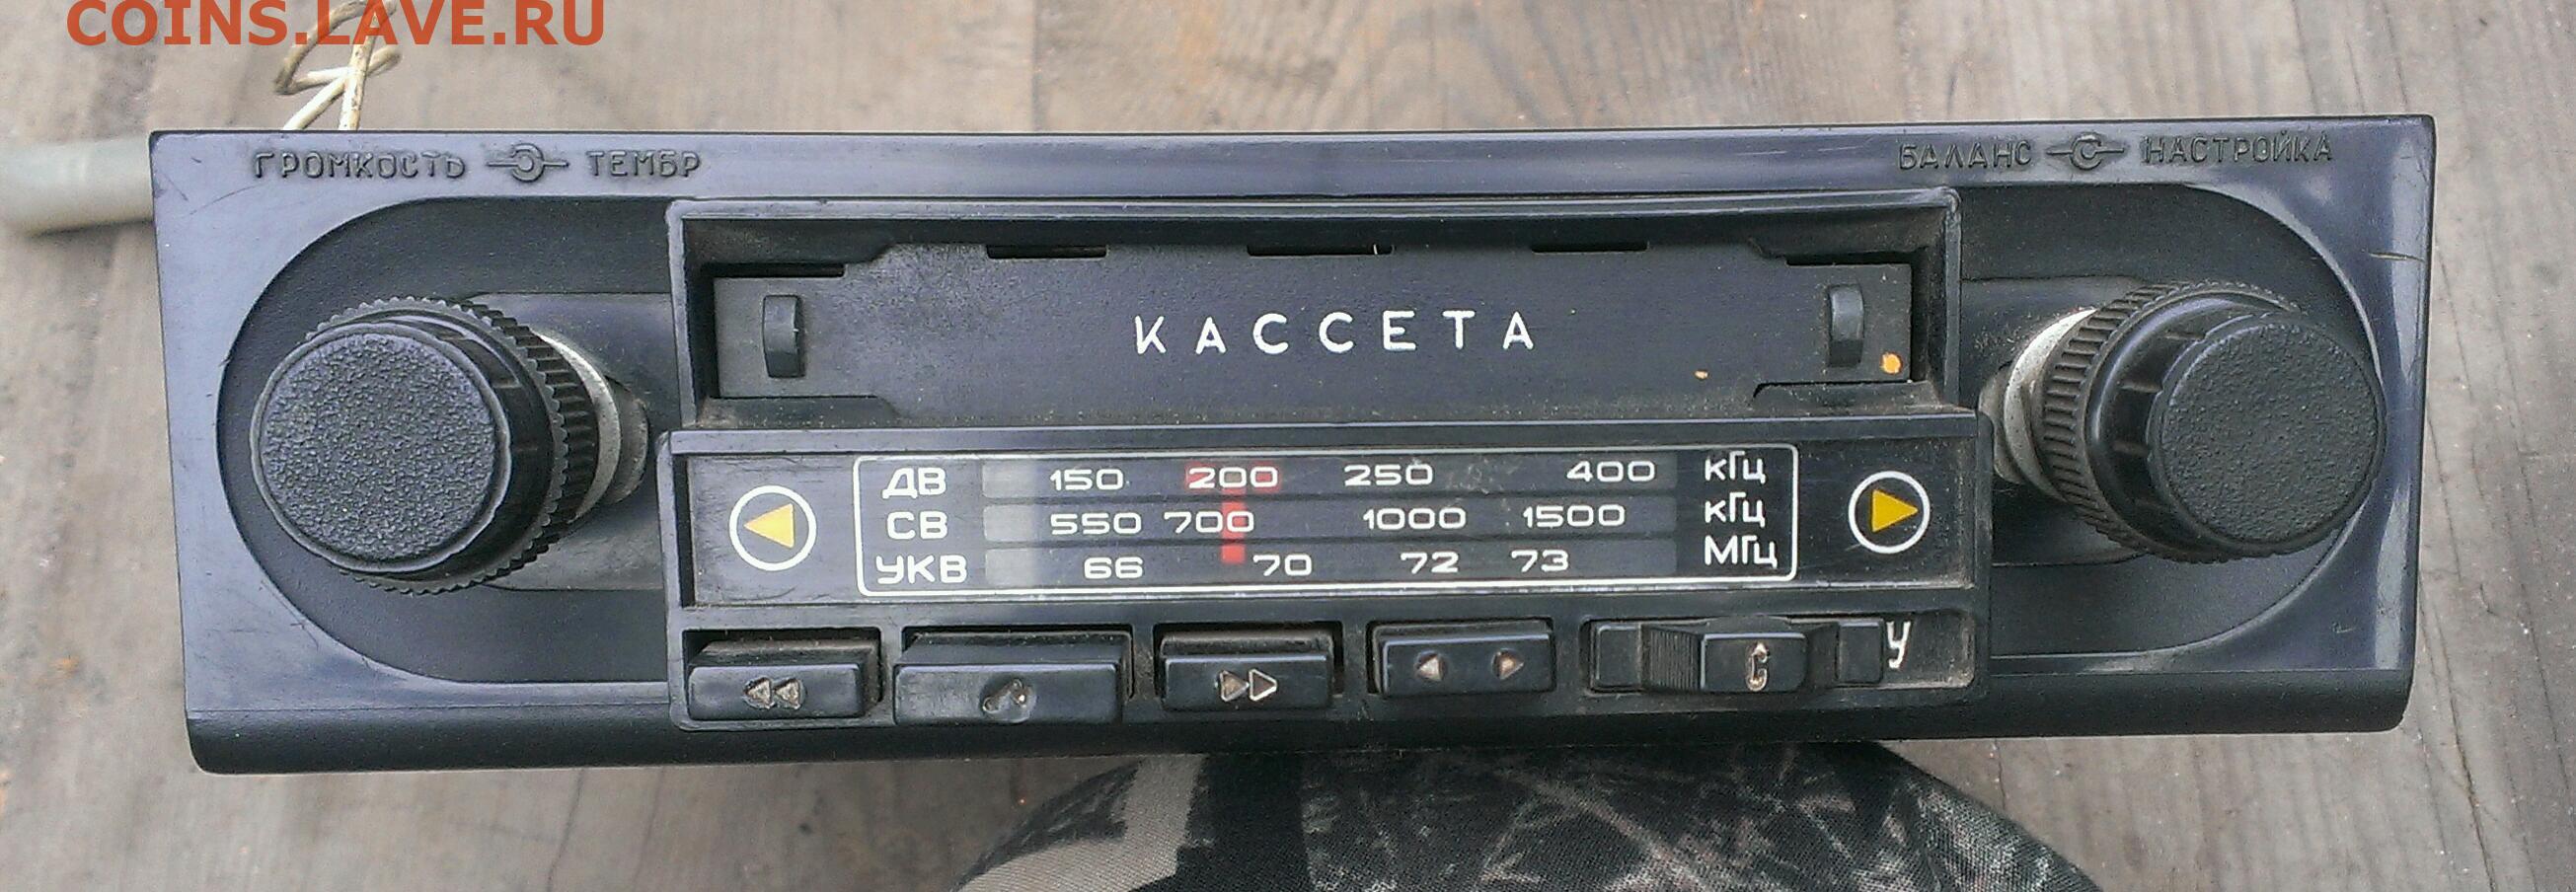 COINS.LAVE.RU
ГРОМКОСТЬ ТЕМБР
БАЛАНС НАСТРОЙКА
КАССЕТА
ДВ 150 200 250 400 кГц
СВ 550 700 1000 1500 кГц
УКВ 66 70 72 73 МГц
С У